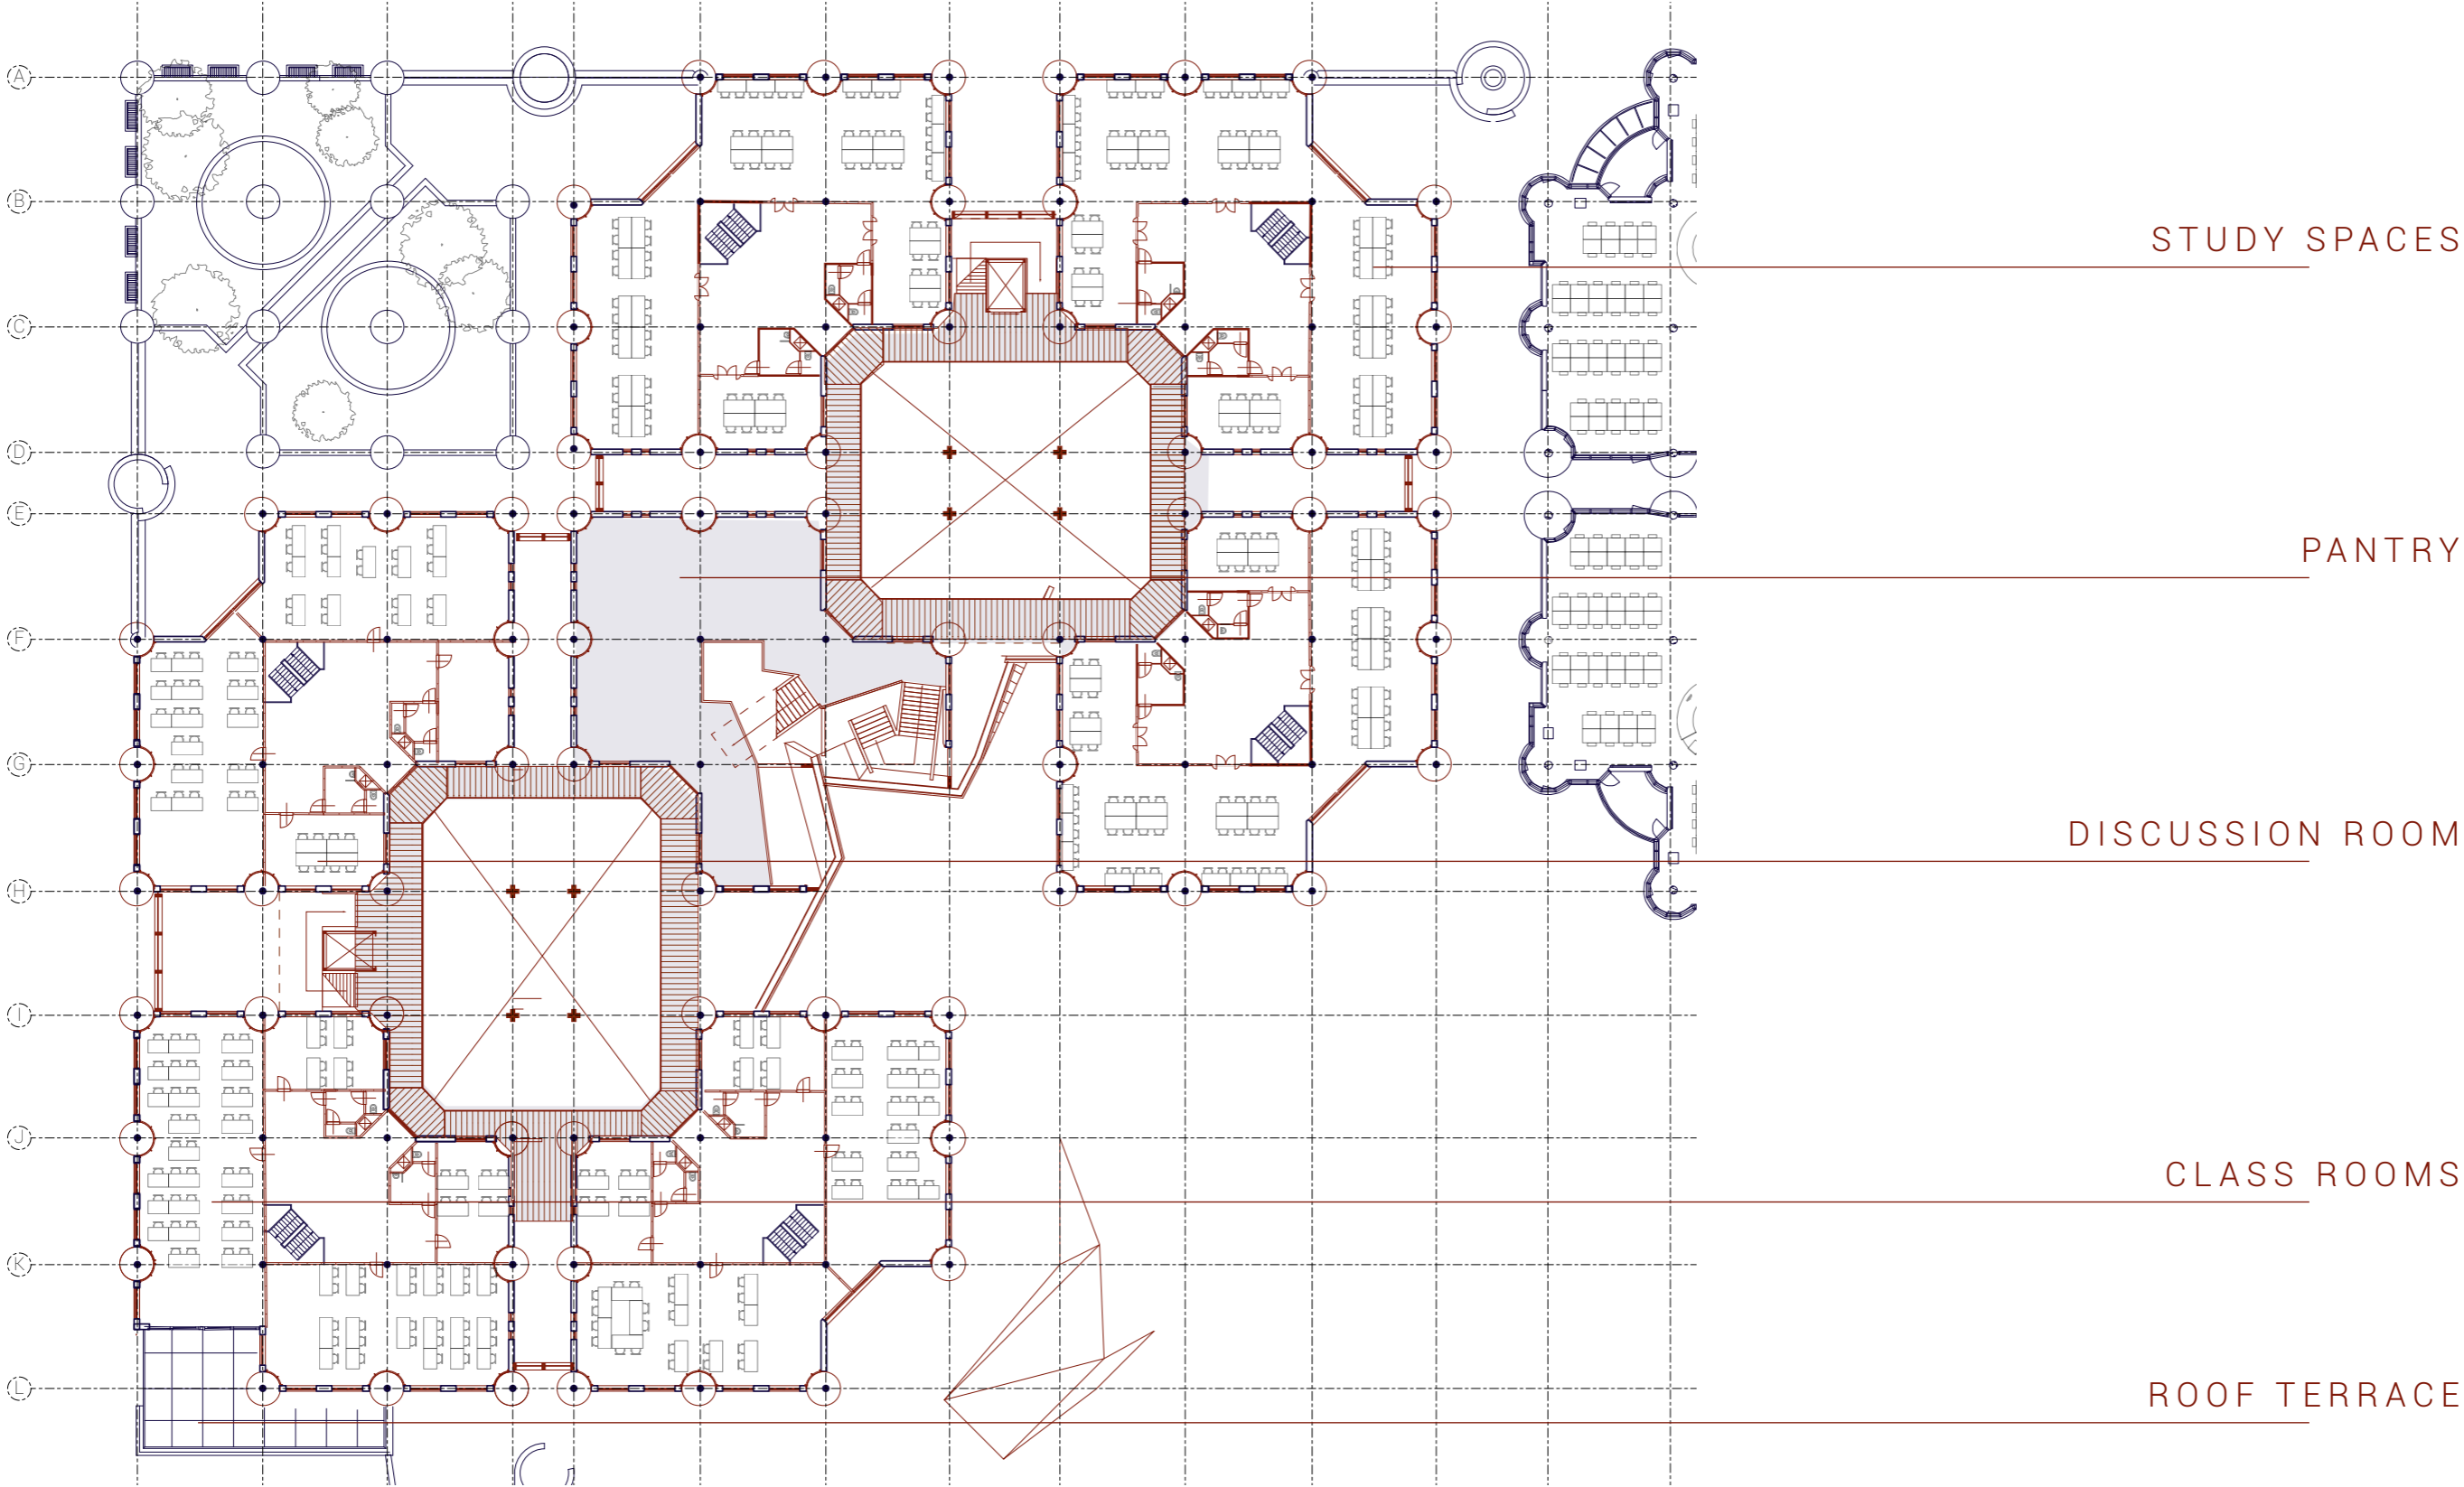 A
B
STUDY SPACES
C
D
E
PANTRY
F
G
DISCUSSION ROOM
H
I
J
CLASS ROOMS
K
L
ROOF TERRACE